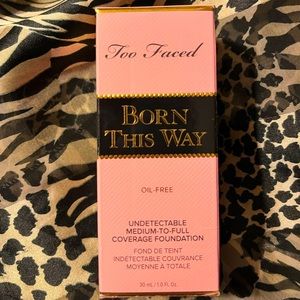 Too Faced
BORN
THIS WAY
OIL-FREE
UNDETECTABLE
MEDIUM-TO-FULL
COVERAGE FOUNDATION
FOND DE TEINT
INDÉTECTABLE COUVRANCE
MOYENNE À TOTALE
30 mL / 1.0 Fl. Oz.